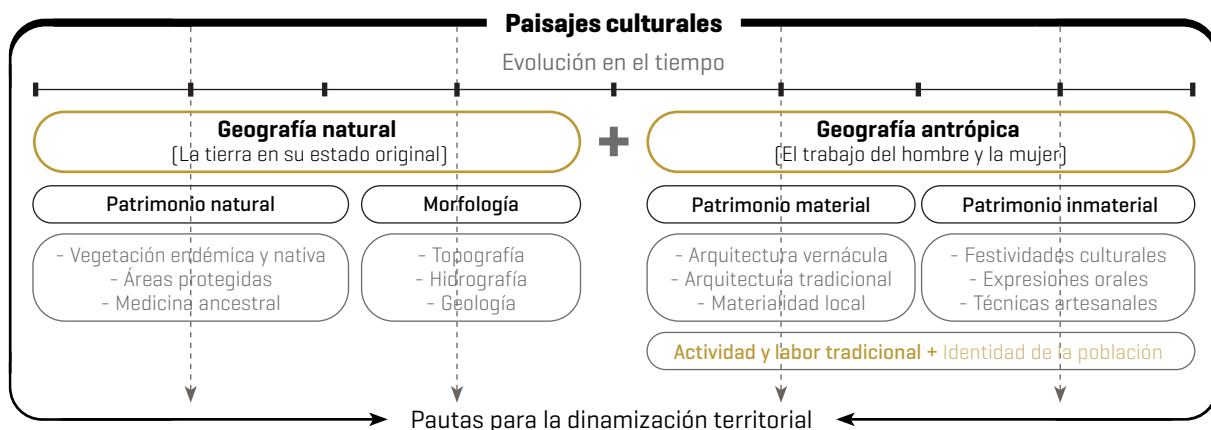 Paisajes culturales
Evolución en el tiempo
Geografía natural
(La tierra en su estado original)
+
Geografía antrópica
(El trabajo del hombre y la mujer)
Patrimonio natural
- Vegetación endémica y nativa
- Áreas protegidas
- Medicina ancestral
Morfología
- Topografía
- Hidrografía
- Geología
Patrimonio material
- Arquitectura vernácula
- Arquitectura tradicional
- Materialidad local
Patrimonio inmaterial
- Festividades culturales
- Expresiones orales
- Técnicas artesanales
Actividad y labor tradicional + Identidad de la población
Pautas para la dinamización territorial